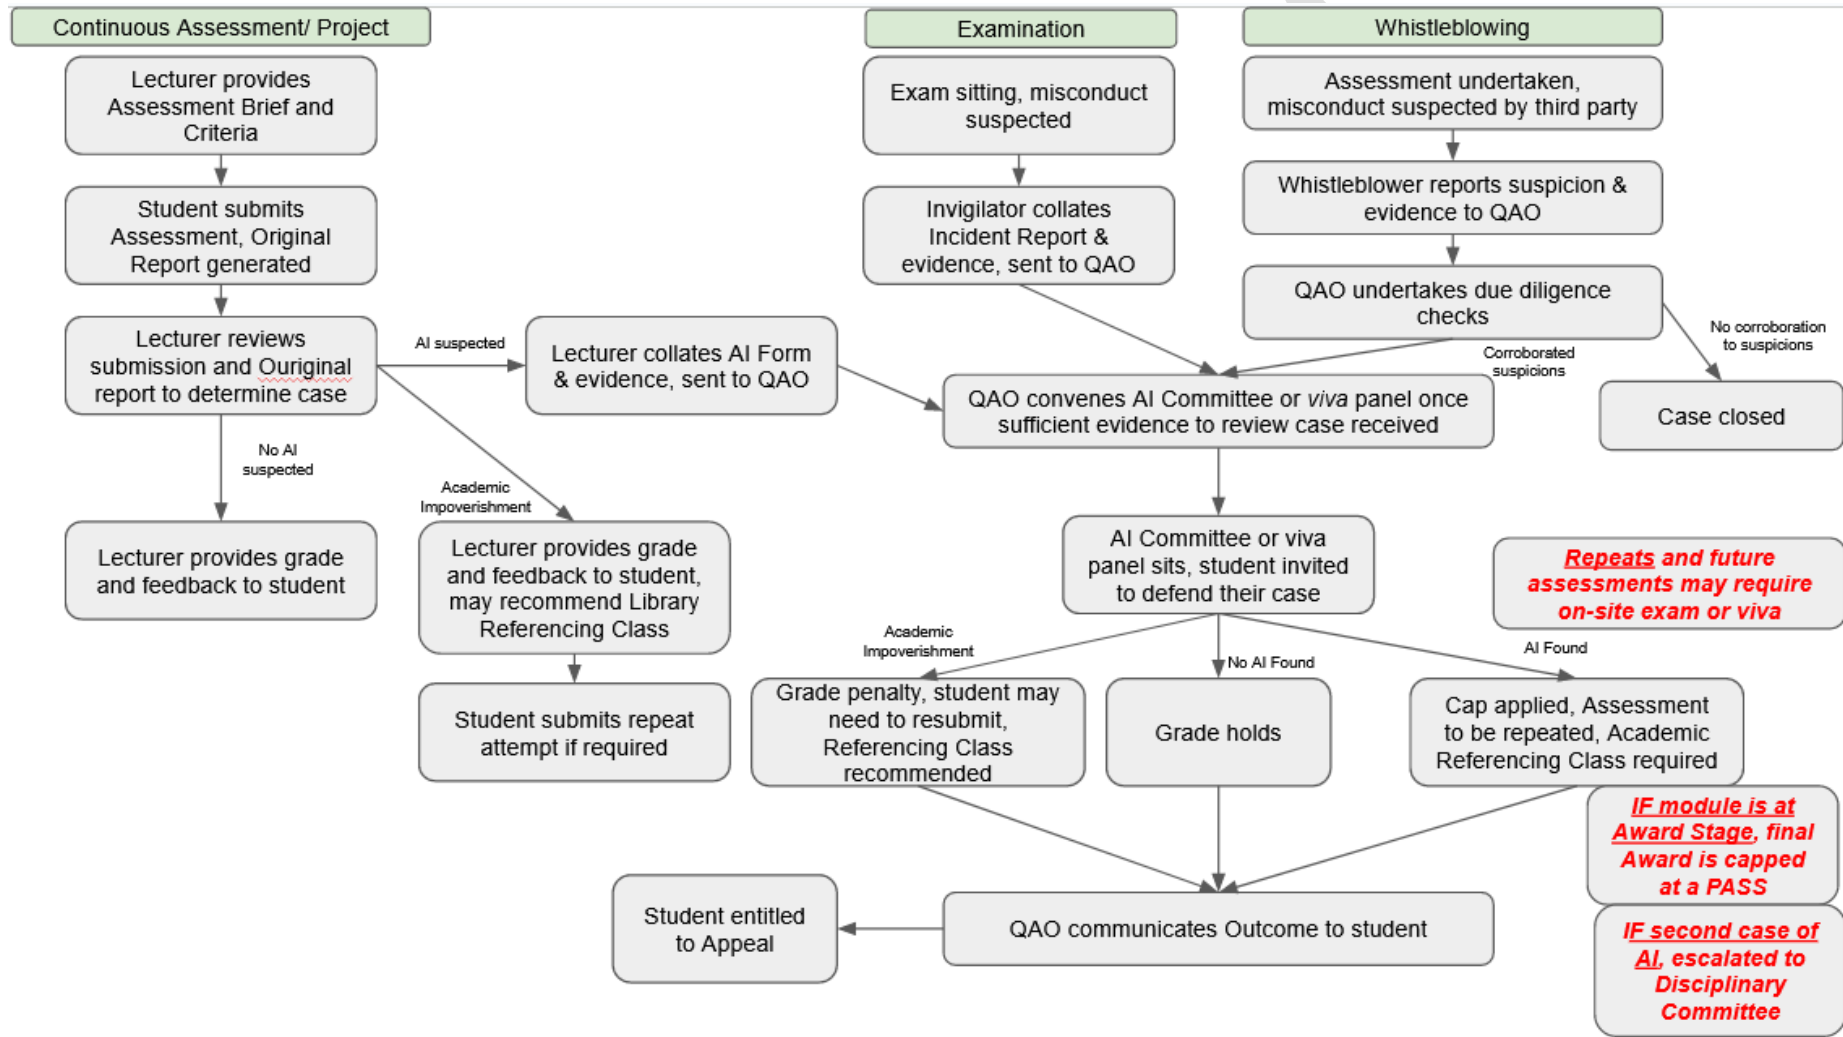 Continuous Assessment/ Project
Examination
Whistleblowing
Lecturer provides
Assessment Brief and
Criteria
Exam sitting, misconduct
suspected
Assessment undertaken,
misconduct suspected by third party
Student submits
Assessment, Original
Report generated
Invigilator collates
Incident Report &
evidence, sent to QAO
Whistleblower reports suspicion &
evidence to QAO
QAO undertakes due diligence
checks
Lecturer reviews
submission and Ouriginal
report to determine case
AI suspected
Lecturer collates AI Form
& evidence, sent to QAO
Corroborated
suspicions
No corroboration
to suspicions
QAO convenes AI Committee or viva panel once
sufficient evidence to review case received
Case closed
No AI
suspected
Academic
Impoverishment
Lecturer provides grade
and feedback to student
Lecturer provides grade
and feedback to student,
may recommend Library
Referencing Class
AI Committee or viva
panel sits, student invited
to defend their case
Repeats and future
assessments may require
on-site exam or viva
Academic
Impoverishment
No AI Found
AI Found
Student submits repeat
attempt if required
Grade penalty, student may
need to resubmit,
Referencing Class
recommended
Grade holds
Cap applied, Assessment
to be repeated, Academic
Referencing Class required
IF module is at
Award Stage, final
Award is capped
at a PASS
Student entitled
to Appeal
QAO communicates Outcome to student
IF second case of
AI, escalated to
Disciplinary
Committee